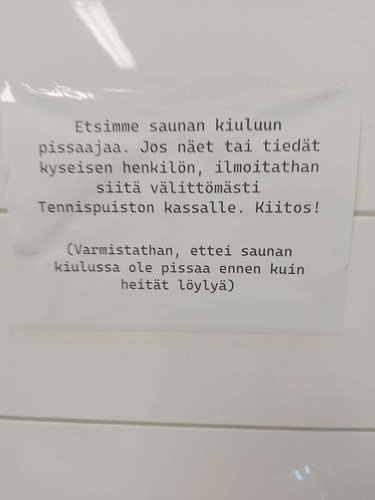 Etsimme saunan kiuluun
pissaajaa. Jos näet tai tiedät
kyseisen henkilön, ilmoitathan
siitä välittömästi
Tennispuiston kassalle. Kiitos!
(Varmistathan, ettei saunan
kiulussa ole pissaa ennen kuin
heität löylyä)